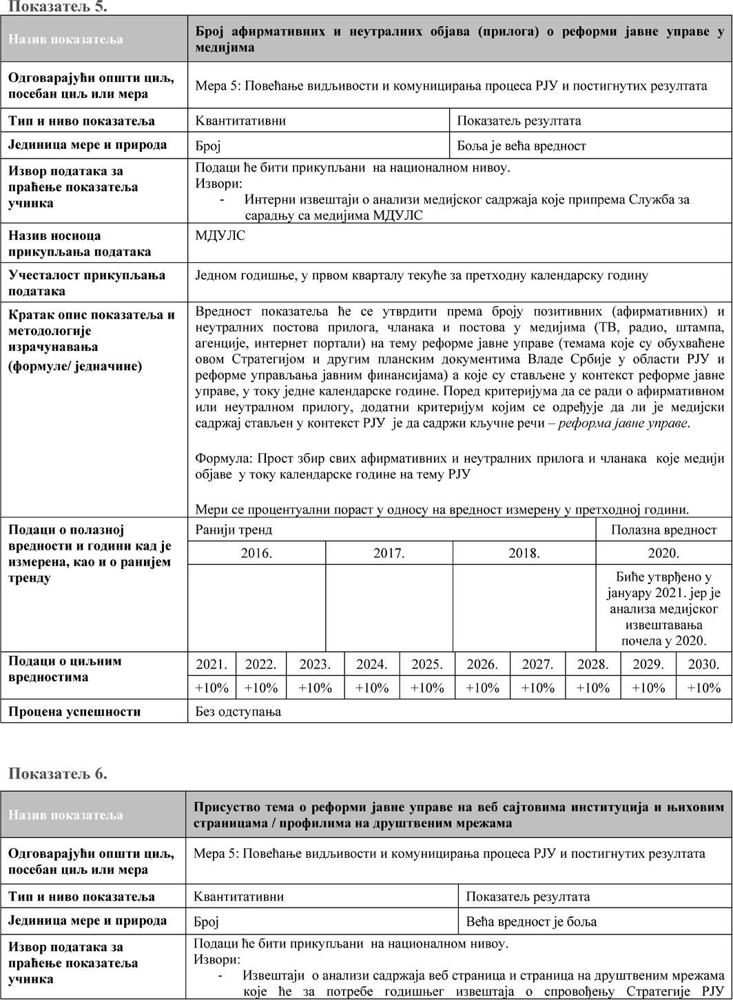 Показатељ 5.
Назив показатеља
Број афирмативних и неутралних објава (прилога) о реформи јавне управе у
медијима
Одговарајући општи циљ,
посебан циљ или мера
Мера 5: Повећање видљивости и комуницирања процеса РЈУ и постигнутих резултата
Тип и ниво показатеља
Квантитативни
Показатељ резултата
Јединица мере и природа
Број
Боља је већа вредност
Извор података за
праћење показатеља
учинка
Подаци ће бити прикупљани на националном нивоу.
Извори:
- Интерни извештаји о анализи медијског садржаја које припрема Служба за
сарадњу са медијима МДУЛС
Назив носиоца
прикупљања података
МДУЛС
Учесталост прикупљања
података
Једном годишње, у првом кварталу текуће за претходну календарску годину
Кратак опис показатеља и
методологије
израчунавања
(формуле/ једначине)
Вредност показатеља ће се утврдити према броју позитивних (афирмативних) и
неутралних постова прилога, чланака и постова у медијима (ТВ, радио, штампа,
агенције, интернет портали) на тему реформе јавне управе (темама које су обухваћене
овом Стратегијом и другим планским документима Владе Србије у области РЈУ и
реформе управљања јавним финансијама) а које су стављене у контекст реформе јавне
управе, у току једне календарске године. Поред критеријума да се ради о афирмативном
или неутралном прилогу, додатни критеријум којим се одређује да ли је медијски
садржај стављен у контекст РЈУ је да садржи кључне речи – реформа јавне управе.
Формула: Прост збир свих афирмативних и неутралних прилога и чланака које медији
објаве у току календарске године на тему РЈУ
Мери се процентуални пораст у односу на вредност измерену у претходној години.
Подаци о полазној
вредности и години кад је
измерена, као и о ранијем
тренду
Ранији тренд
Полазна вредност
2016. 2017. 2018. 2020.
Биће утврђено у
јануару 2021. јер је
анализа медијског
извештавања
почела у 2020.
Подаци о циљним
вредностима
2021. 2022. 2023. 2024. 2025. 2026. 2027. 2028. 2029. 2030.
+10% +10% +10% +10% +10% +10% +10% +10% +10% +10%
Процена успешности
Без одступања
Показатељ 6.
Назив показатеља
Присуство тема о реформи јавне управе на веб сајтовима институција и њиховим
страницама / профилима на друштвеним мрежама
Одговарајући општи циљ,
посебан циљ или мера
Мера 5: Повећање видљивости и комуницирања процеса РЈУ и постигнутих резултата
Тип и ниво показатеља
Квантитативни
Показатељ резултата
Јединица мере и природа
Број
Већа вредност је боља
Извор података за
праћење показатеља
учинка
Подаци ће бити прикупљани на националном нивоу.
Извори:
- Извештаји о анализи садржаја веб страница и страница на друштвеним мрежама
које ће за потребе годишњег извештаја о спровођењу Стратегије РЈУ